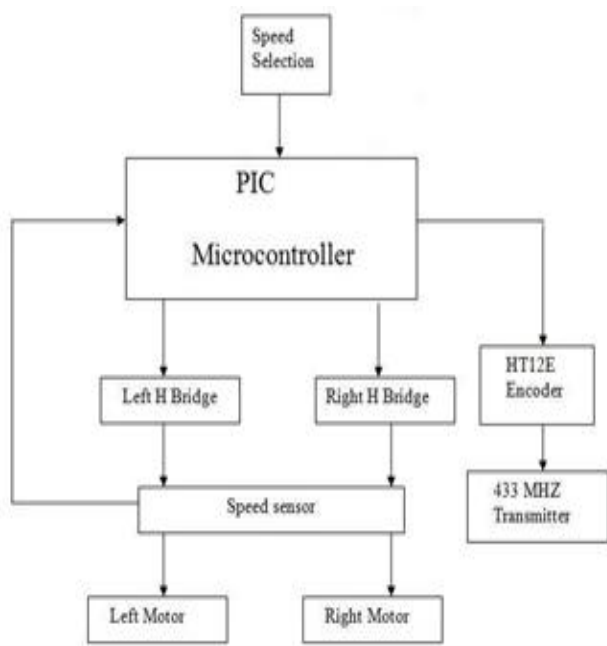 Speed
Selection
PIC
Microcontroller
HT12E
Encoder
Left H Bridge
Right H Bridge
433 MHZ
Transmitter
Speed sensor
Left Motor
Right Motor